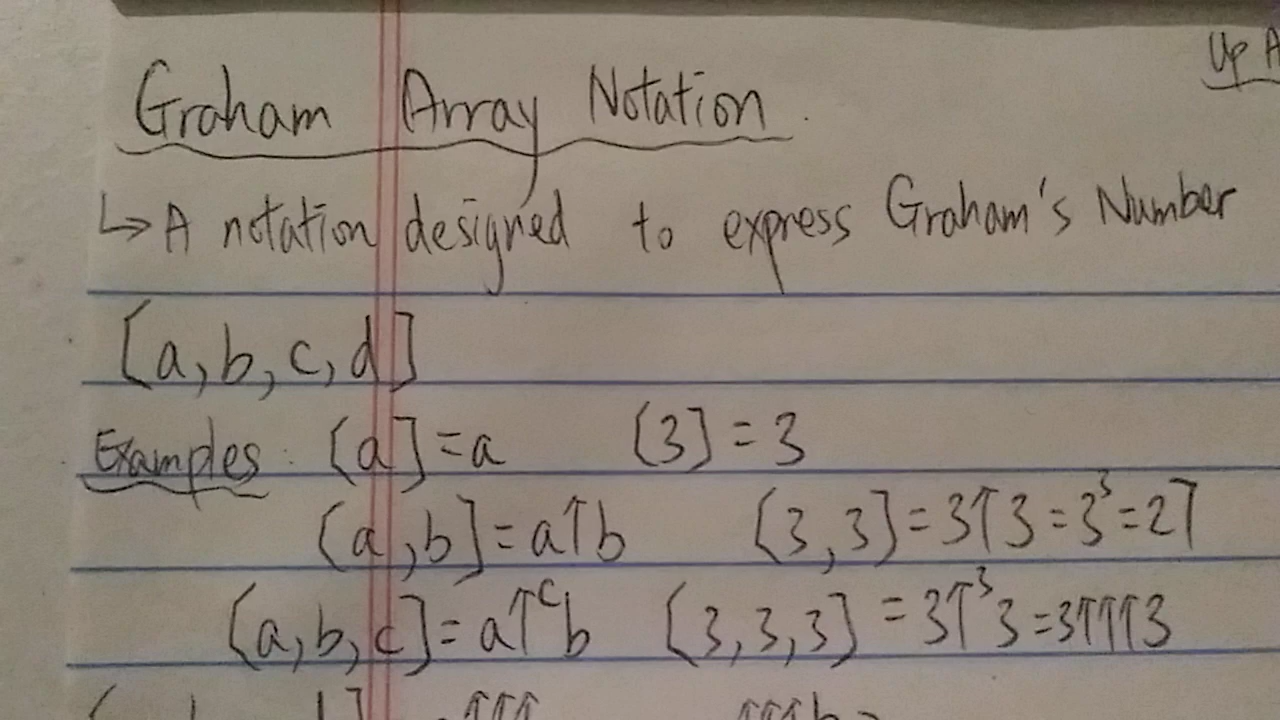 Up A
Graham Array Notation
↳ A notation designed to express Graham's Number
[a, b, c, d]
Examples: [a] = a [3] = 3
[a, b] = a↑b [3, 3] = 3↑3 = 3³ = 27
[a, b, c] = a↑ᶜb [3, 3, 3] = 3↑³3 = 3↑↑↑3